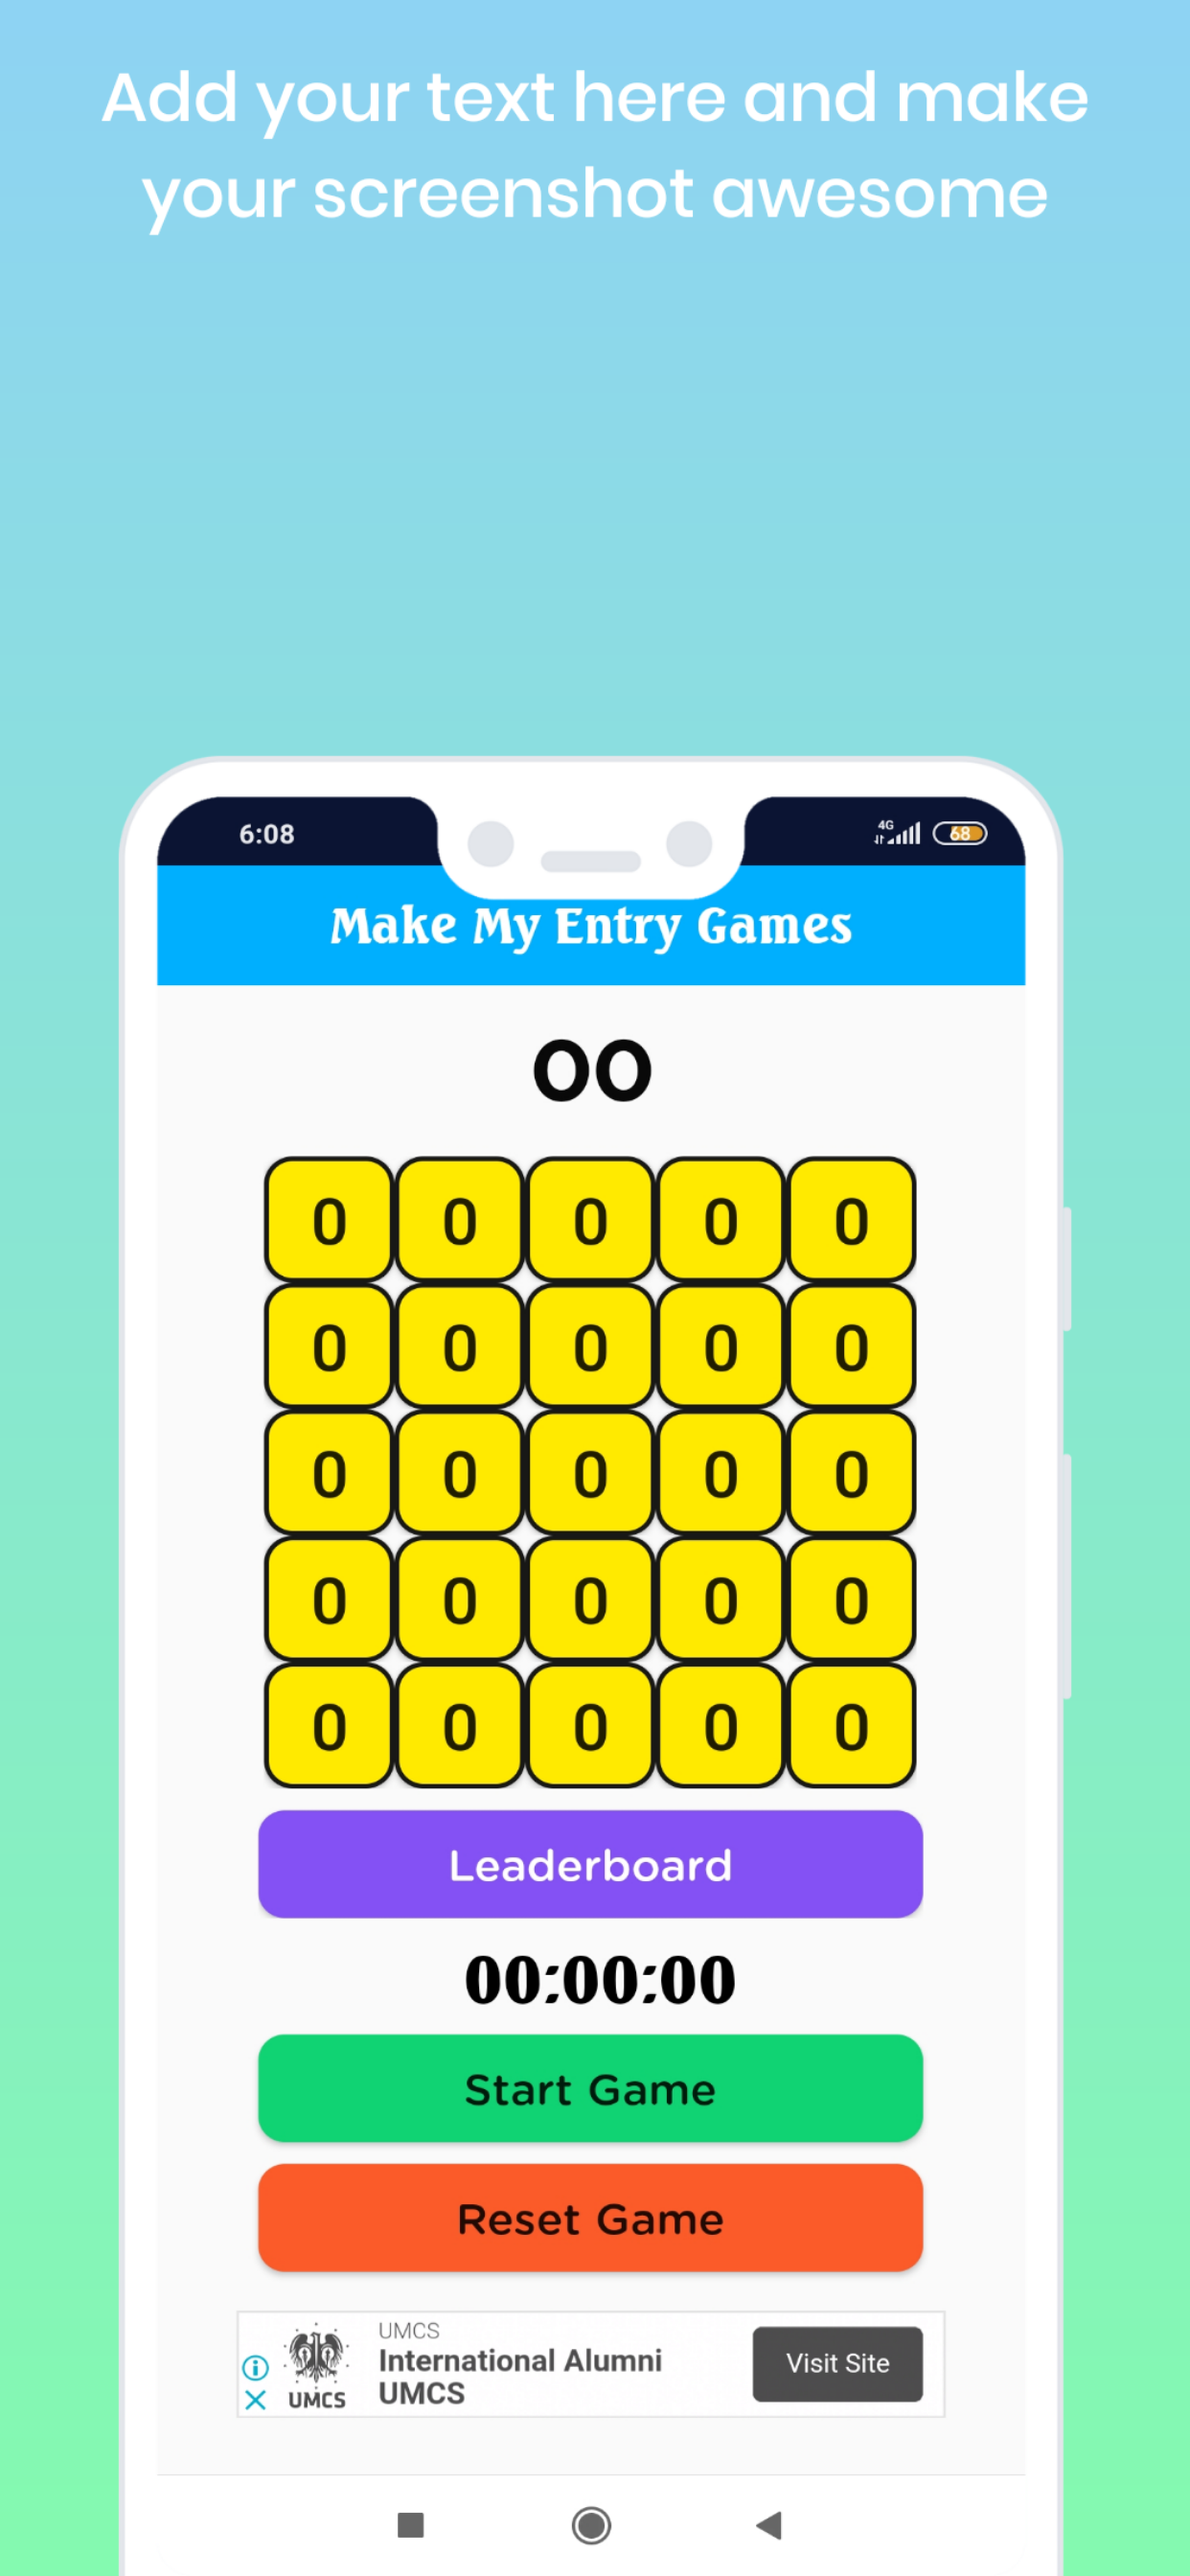 Add your text here and make
your screenshot awesome
6:08
4G
68
Make My Entry Games
00
0 0 0 0 0
0 0 0 0 0
0 0 0 0 0
0 0 0 0 0
0 0 0 0 0
Leaderboard
00:00:00
Start Game
Reset Game
UMCS
International Alumni
UMCS
UMCS
Visit Site